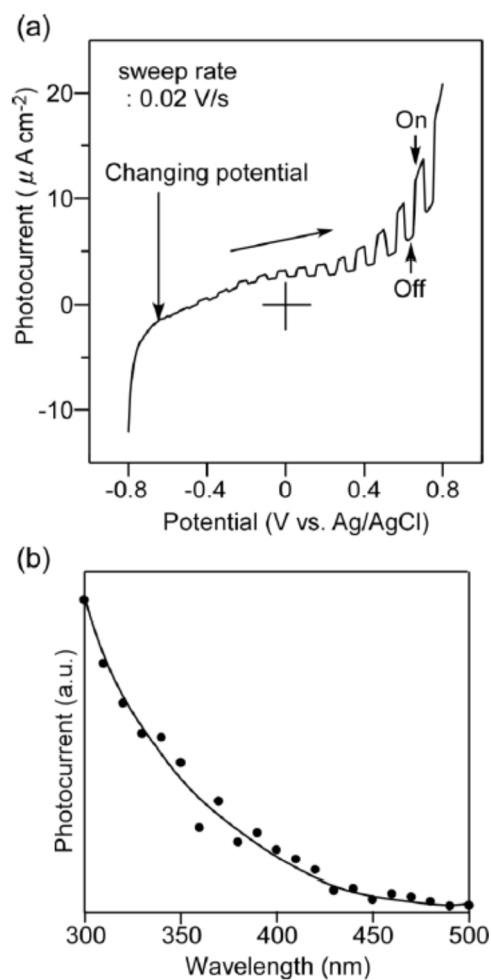 (a)
20
10
0
-10
Photocurrent ( μ A cm-2)
sweep rate
: 0.02 V/s
Changing potential
On
Off
-0.8 -0.4 0 0.4 0.8
Potential (V vs. Ag/AgCl)
(b)
Photocurrent (a.u.)
300 350 400 450 500
Wavelength (nm)